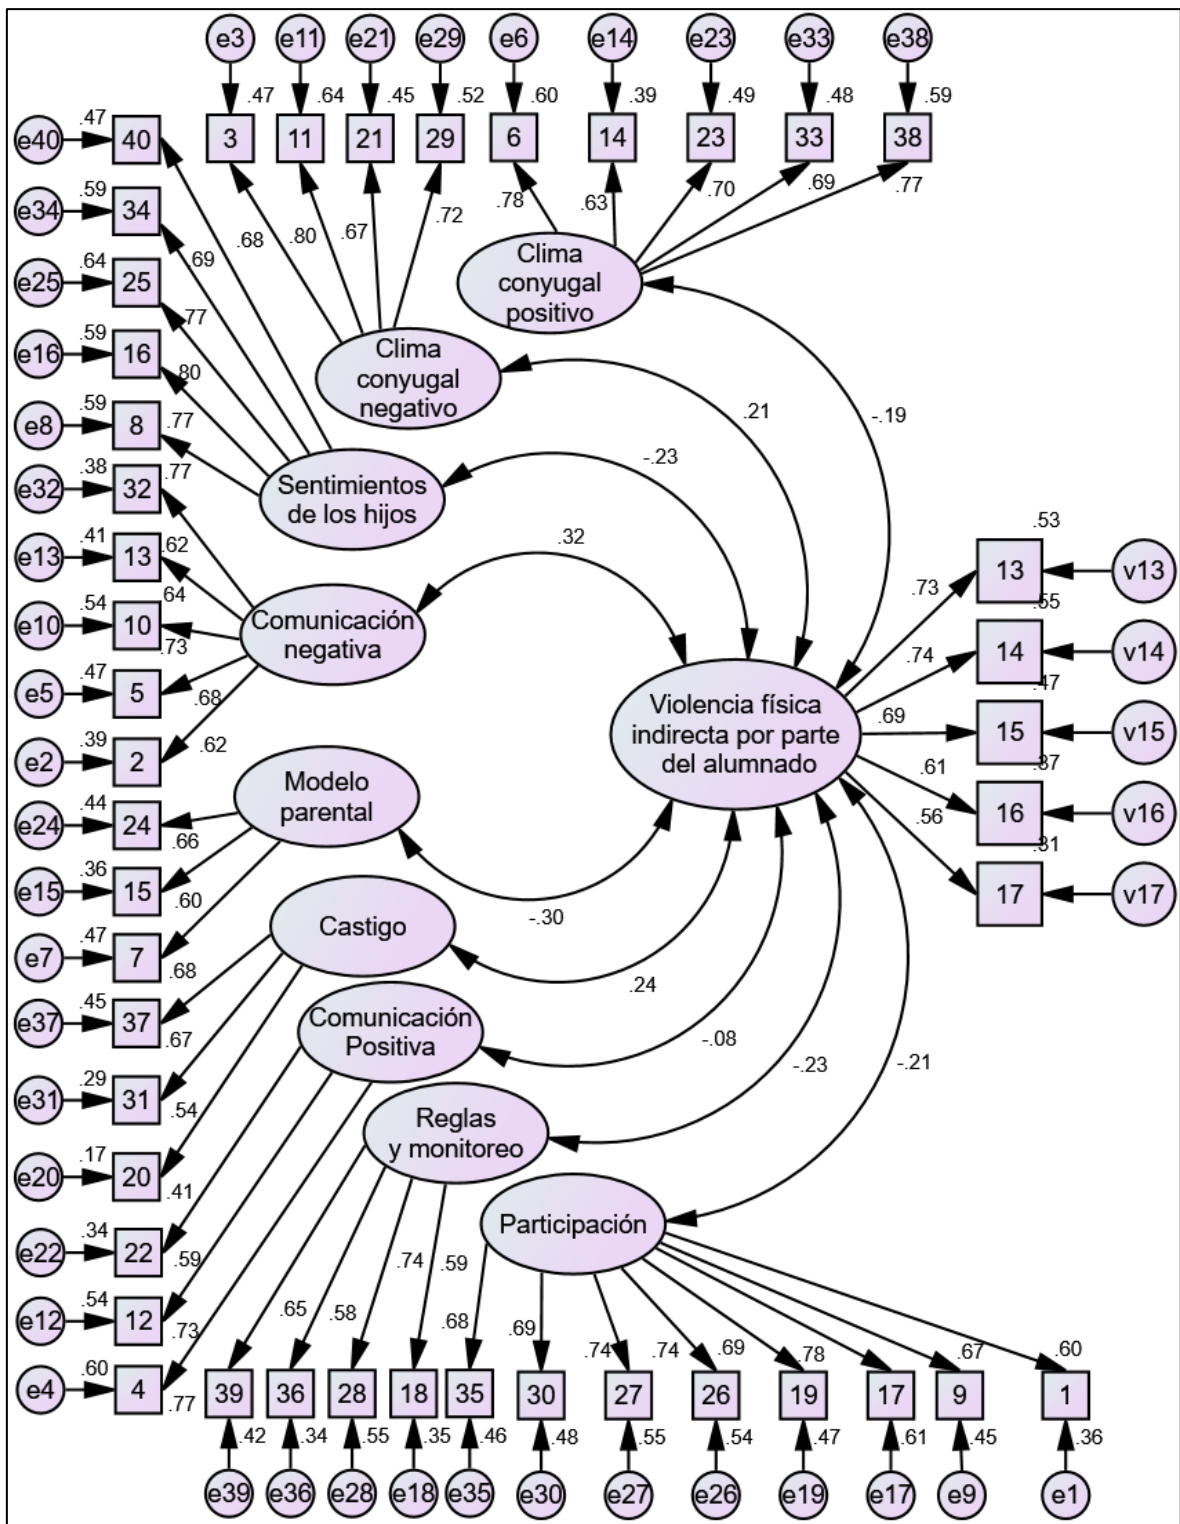 e3 e11 e21 e29 e6 e14 e23 e33 e38
.47 .64 .45 .52 .60 .39 .49 .48 .59
3 11 21 29 6 14 23 33 38
.68 .80 .67 .72 .78 .63 .70 .69 .77
Clima
conyugal
positivo
Clima
conyugal
negativo
e40 .47 40
e34 .59 34 .69
e25 .64 25 .77
e16 .59 16 .80
e8 .59 8 .77
.77
Sentimientos
de los hijos
e32 .38 32
e13 .41 13 .62
e10 .54 10 .64
e5 .47 5 .73
.68
e2 .39 2 .62
Comunicación
negativa
e24 .44 24 .66
e15 .36 15 .60
e7 .47 7 .68
Modelo
parental
e37 .45 37 .67
e31 .29 31 .54
e20 .17 20 .41
Castigo
e22 .34 22 .59
e12 .54 12 .73
e4 .60 4 .77
Comunicación
Positiva
Reglas
y monitoreo
Participación
-.19
.21
-.23
.32
-.30
.24
-.08
-.23
-.21
Violencia física
indirecta por parte
del alumnado
.73 13 .53 v13
.74 14 .55 v14
.69 15 .47 v15
.61 16 .37 v16
.56 17 .31 v17
.65 .58 .74 .59 .68 .69 .74 .74 .69 .78 .67 .60
39 36 28 18 35 30 27 26 19 17 9 1
.42 .34 .55 .35 .46 .48 .55 .54 .47 .61 .45 .36
e39 e36 e28 e18 e35 e30 e27 e26 e19 e17 e9 e1